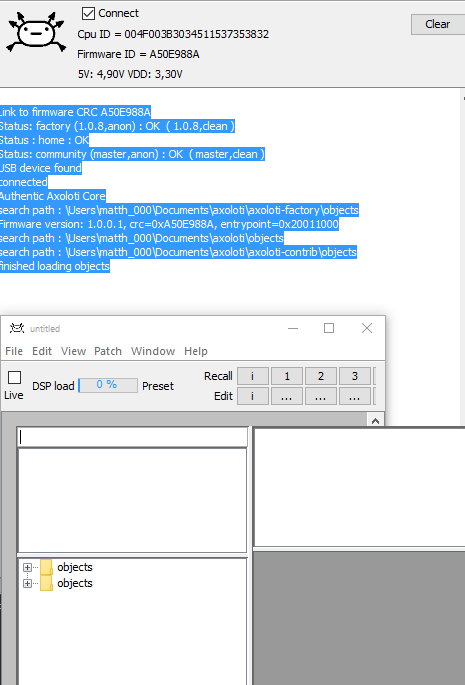 Connect
Clear
Cpu ID = 004F003B3034511537353832
Firmware ID = A50E988A
5V: 4,90V VDD: 3,30V
Link to firmware CRC A50E988A
Status: factory (1.0.8,anon) : OK ( 1.0.8,clean )
Status : home : OK
Status: community (master,anon) : OK ( master,clean )
USB device found
connected
Authentic Axoloti Core
search path : \Users\matth_000\Documents\axoloti\axoloti-factory\objects
Firmware version: 1.0.0.1, crc=0xA50E988A, entrypoint=0x20011000
search path : \Users\matth_000\Documents\axoloti\objects
search path : \Users\matth_000\Documents\axoloti\axoloti-contrib\objects
finished loading objects
untitled
File Edit View Patch Window Help
Live
DSP load 0 % Preset
Recall i 1 2 3
Edit i ... ... ...
objects
objects